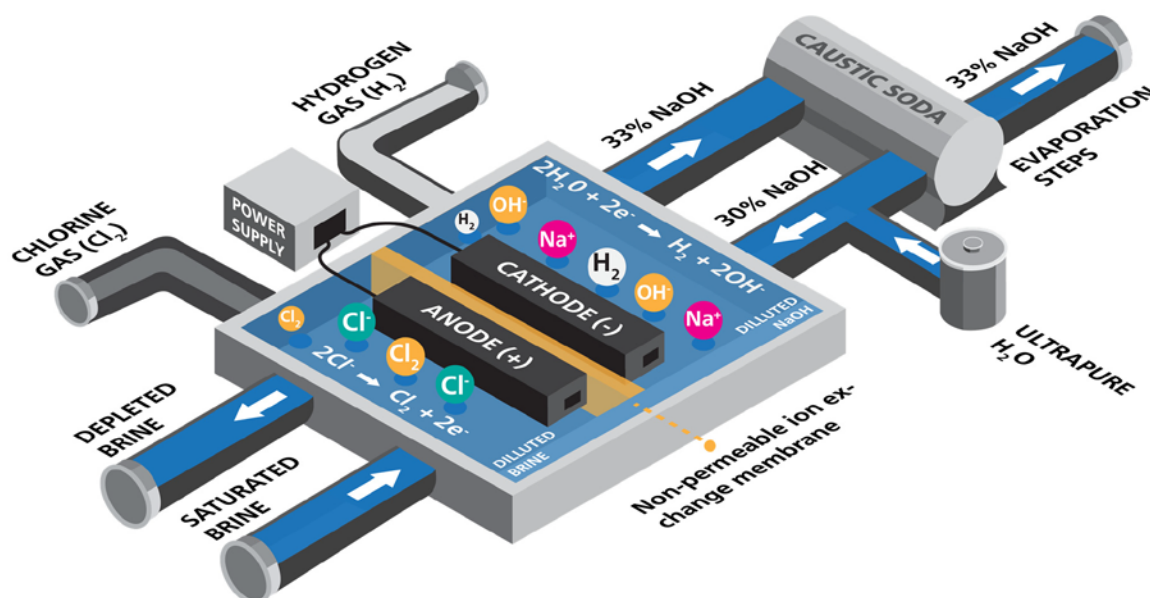 HYDROGEN
GAS (H₂)
33% NaOH
CAUSTIC SODA
33% NaOH
EVAPORATION
STEPS
30% NaOH
POWER
SUPPLY
CHLORINE
GAS (Cl₂)
2H₂0 + 2e⁻ → H₂ + 2OH⁻
H₂
OH⁻
Na⁺
H₂
OH⁻
Na⁺
CATHODE (-)
DILLUTED
NaOH
ANODE (+)
Cl₂
Cl⁻
Cl₂
Cl⁻
2Cl⁻ → Cl₂ + 2e⁻
DILLUTED
BRINE
ULTRAPURE
H₂O
DEPLETED
BRINE
SATURATED
BRINE
Non-permeable ion ex-
change membrane